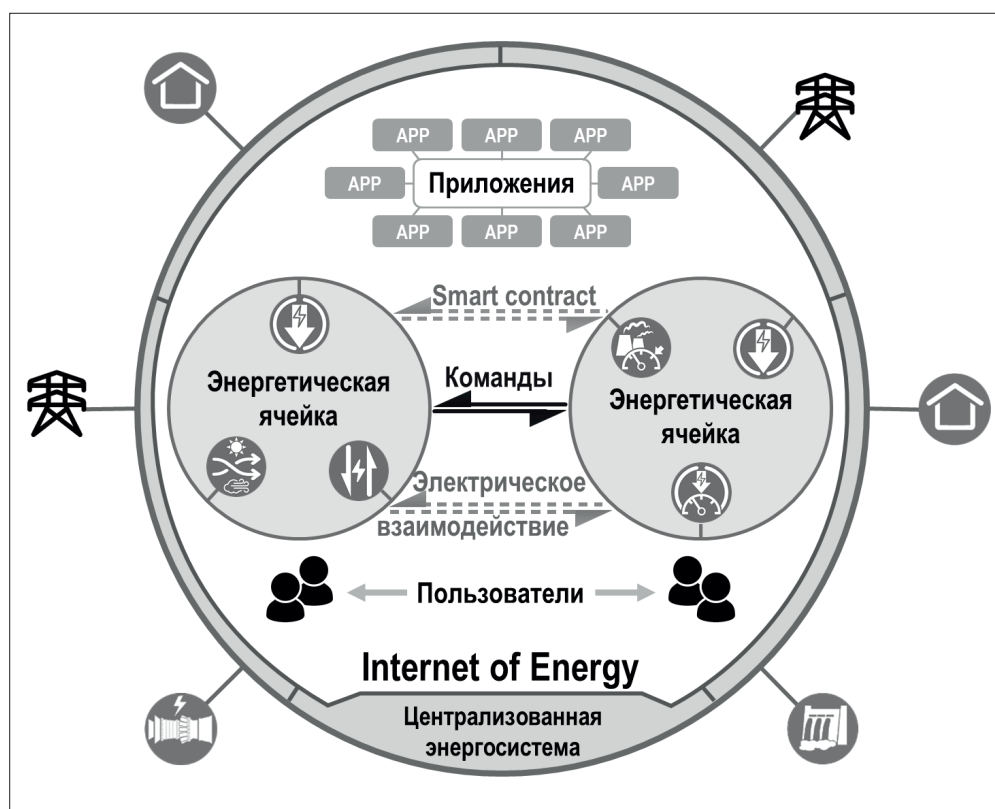 APP APP APP
APP Приложения APP
APP APP APP
Smart contract
Энергетическая
ячейка
Команды
Энергетическая
ячейка
Электрическое
взаимодействие
Пользователи
Internet of Energy
Централизованная
энергосистема